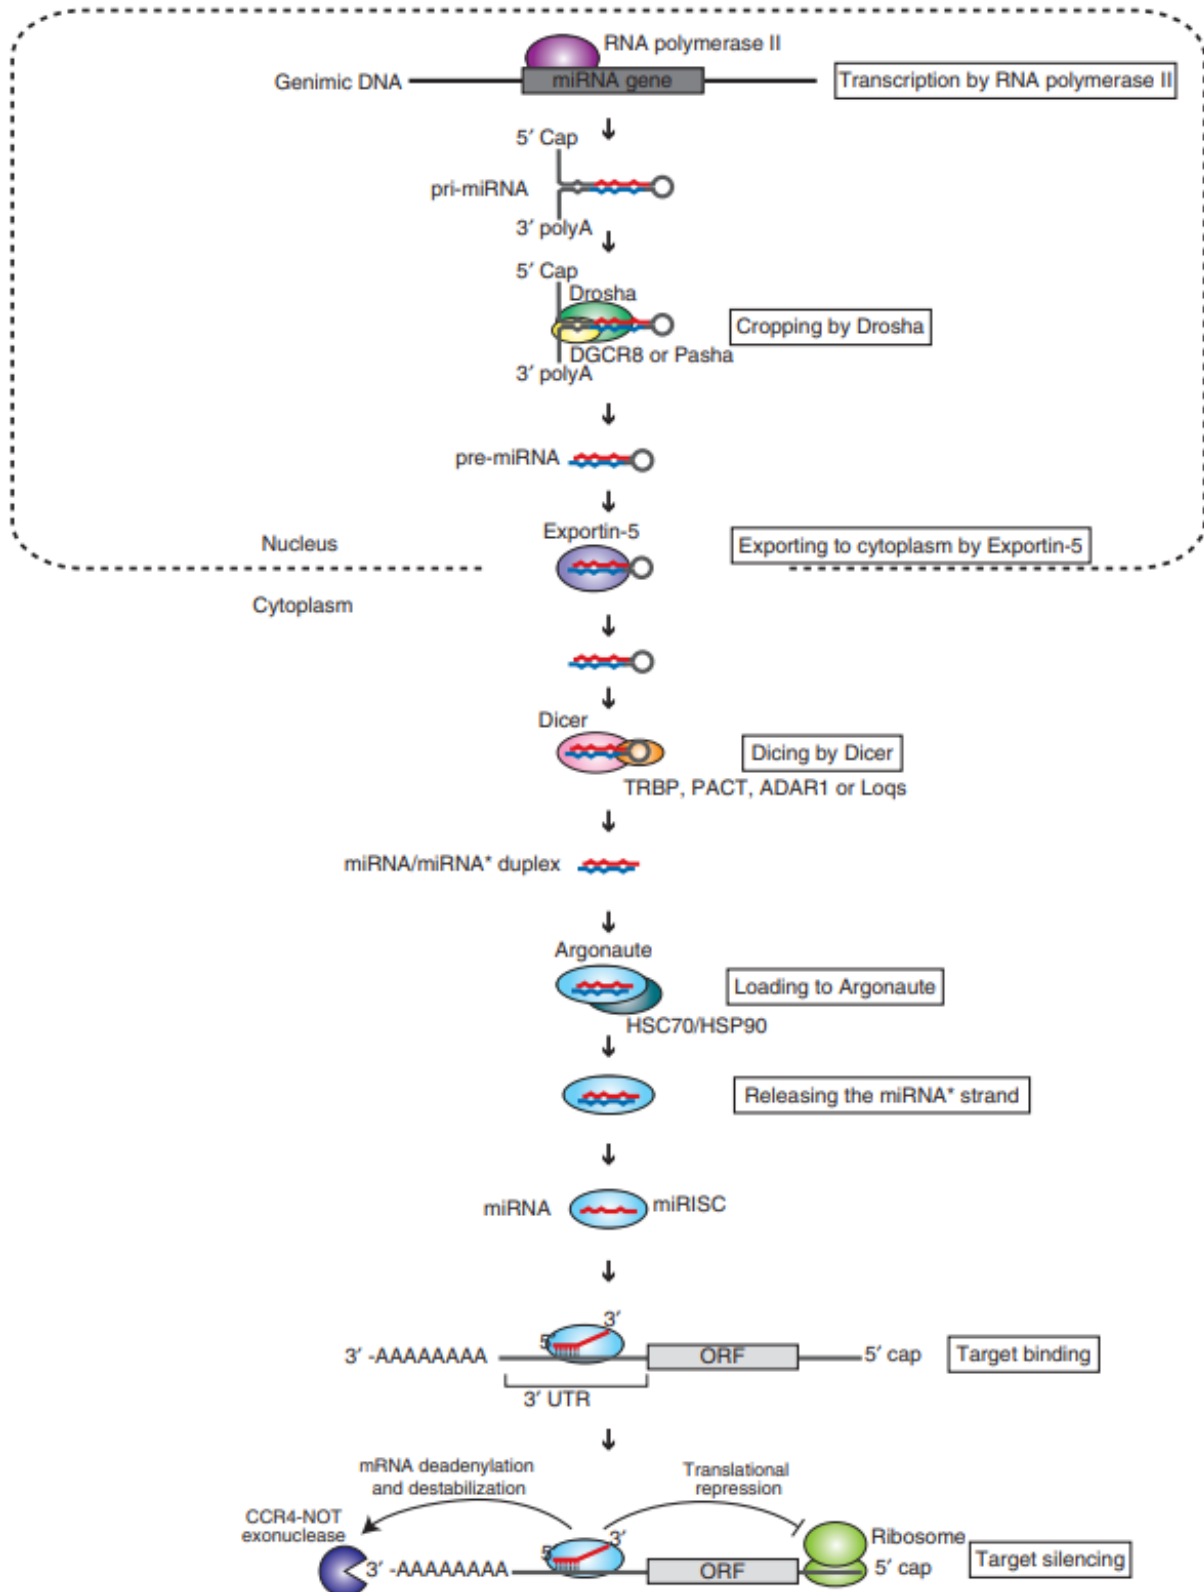 RNA polymerase II
Genimic DNA
miRNA gene
Transcription by RNA polymerase II
5′ Cap
pri-miRNA
3′ polyA
5′ Cap
Drosha
Cropping by Drosha
DGCR8 or Pasha
3′ polyA
pre-miRNA
Exportin-5
Nucleus
Exporting to cytoplasm by Exportin-5
Cytoplasm
Dicer
Dicing by Dicer
TRBP, PACT, ADAR1 or Loqs
miRNA/miRNA* duplex
Argonaute
Loading to Argonaute
HSC70/HSP90
Releasing the miRNA* strand
miRNA
miRISC
5′
3′
3′ -AAAAAAAA
ORF
5′ cap
Target binding
3′ UTR
mRNA deadenylation
and destabilization
Translational
repression
CCR4-NOT
exonuclease
5′
3′
Ribosome
3′ -AAAAAAAA
ORF
5′ cap
Target silencing